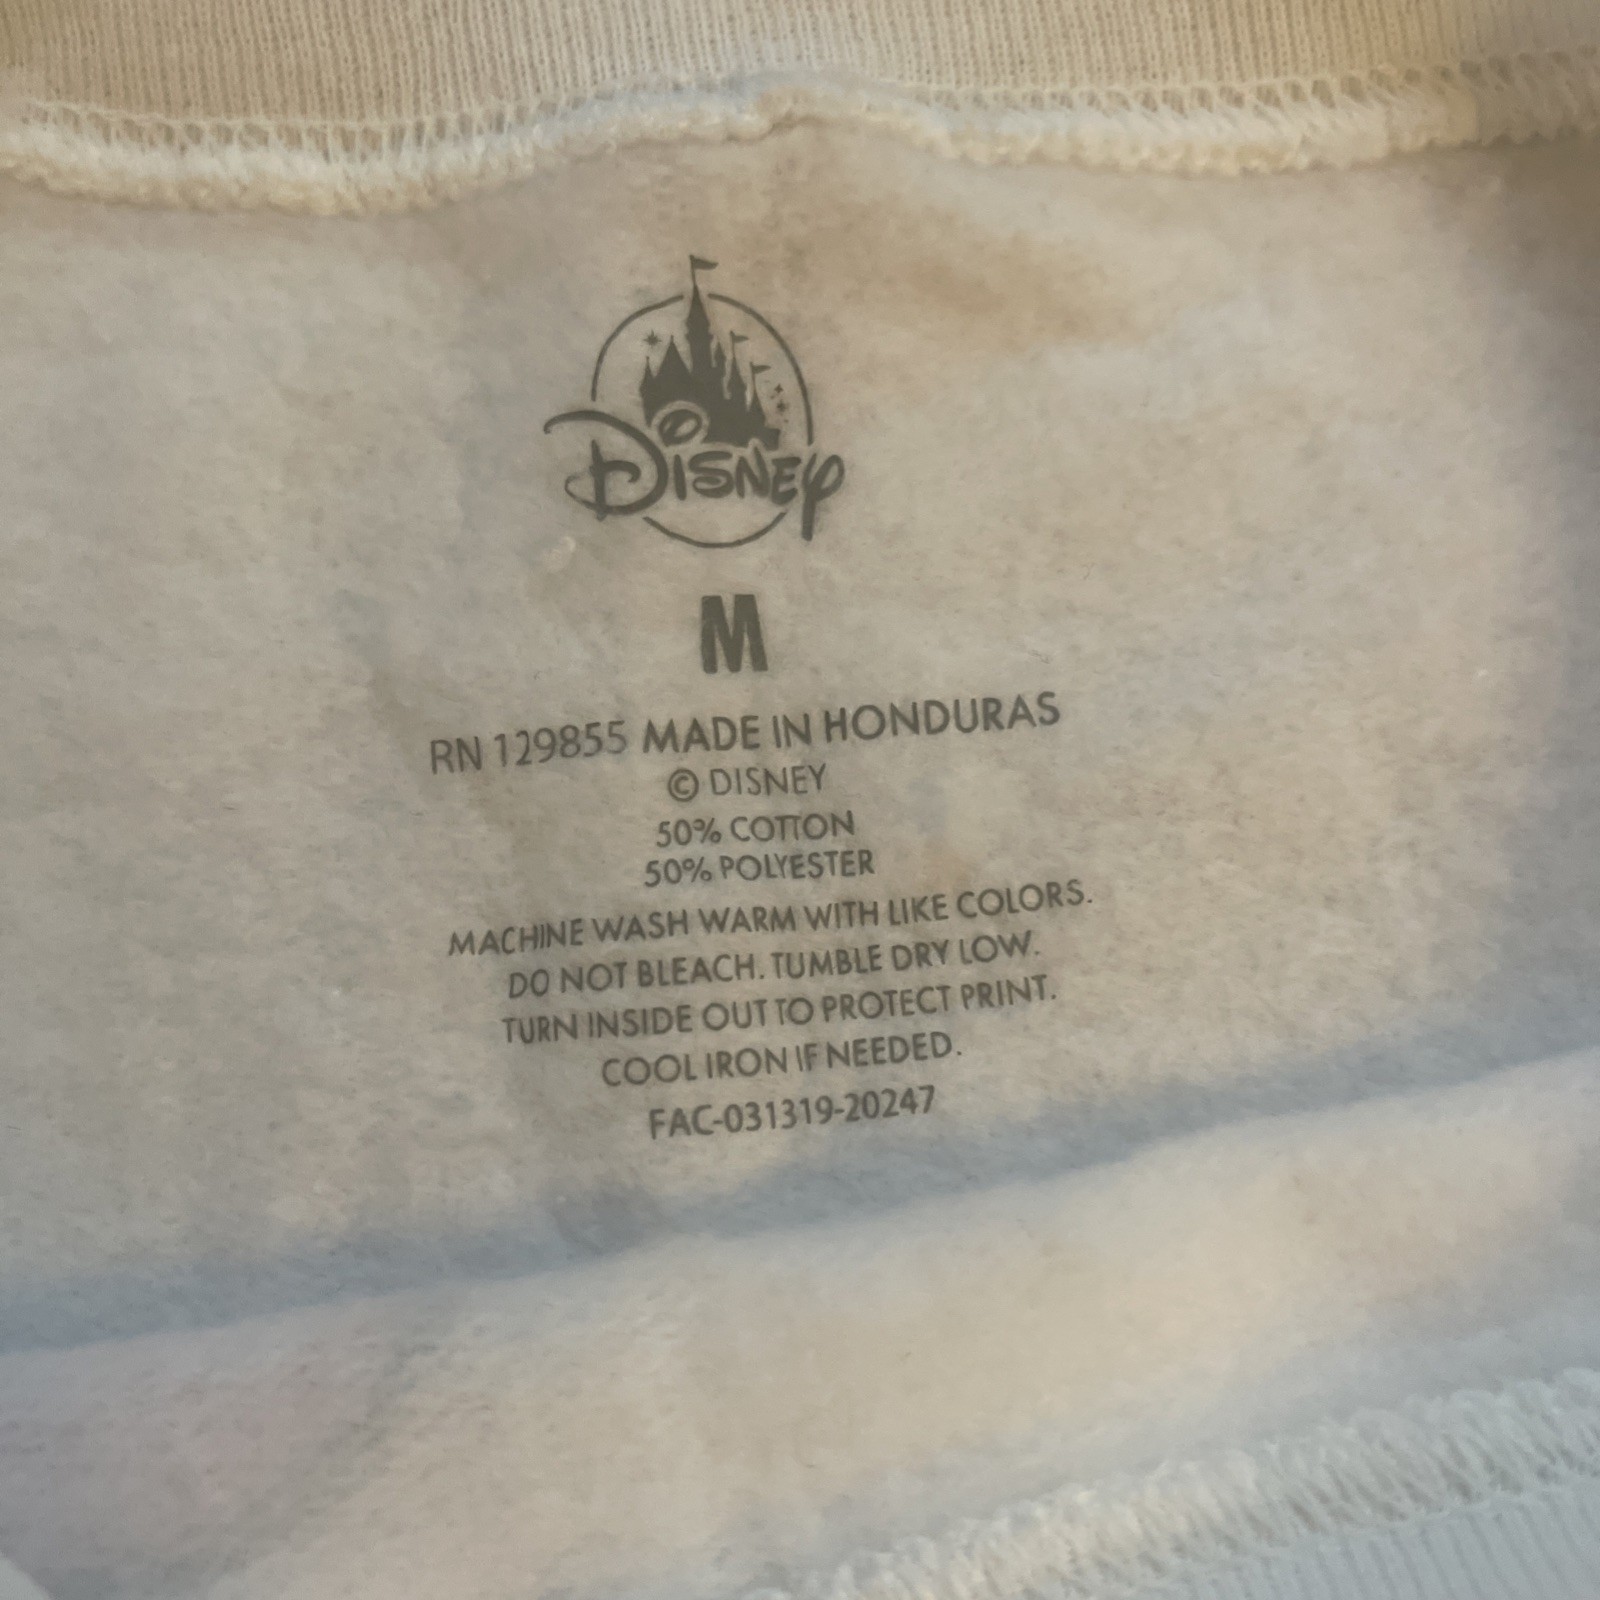 Disney
M
RN 129855 MADE IN HONDURAS
© DISNEY
50% COTTON
50% POLYESTER
MACHINE WASH WARM WITH LIKE COLORS.
DO NOT BLEACH. TUMBLE DRY LOW.
TURN INSIDE OUT TO PROTECT PRINT.
COOL IRON IF NEEDED.
FAC-031319-20247